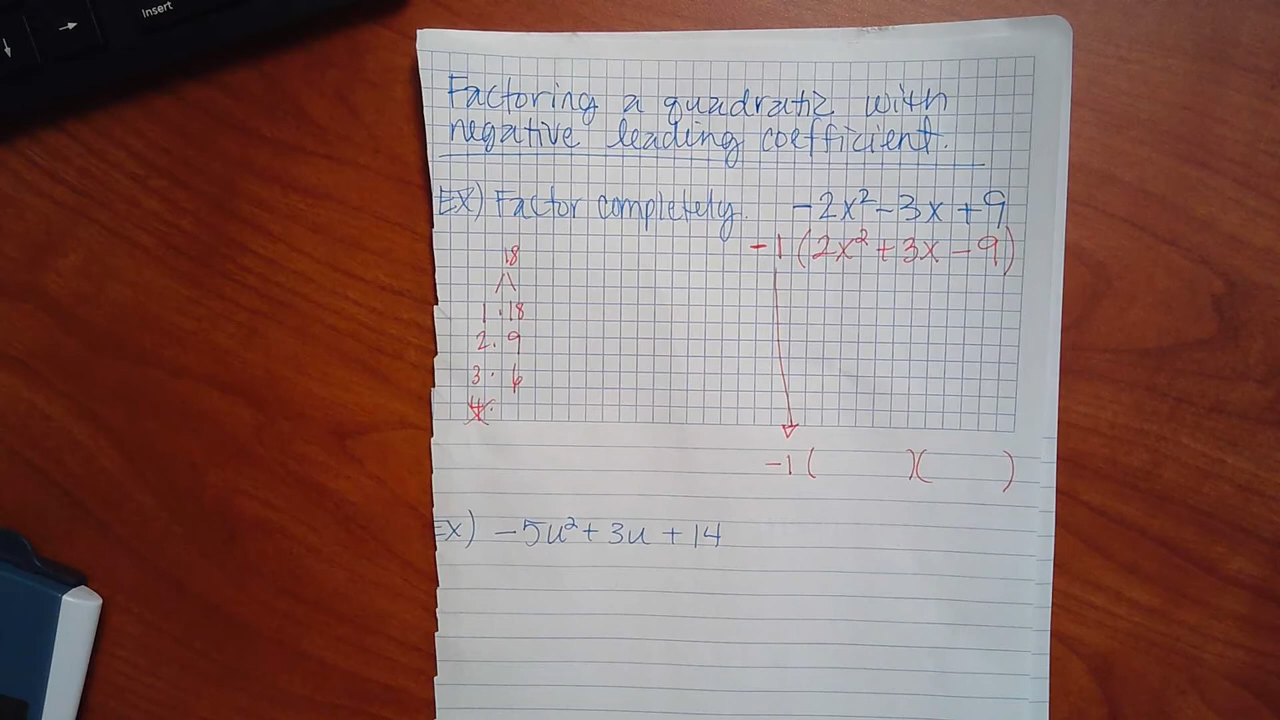 Insert
Factoring a quadratic with
negative leading coefficient.
EX) Factor completely. -2x²-3x+9
-1(2x²+3x-9)
18
1·18
2·9
3·6
4·
-1(        )(        )
EX) -5u²+3u+14